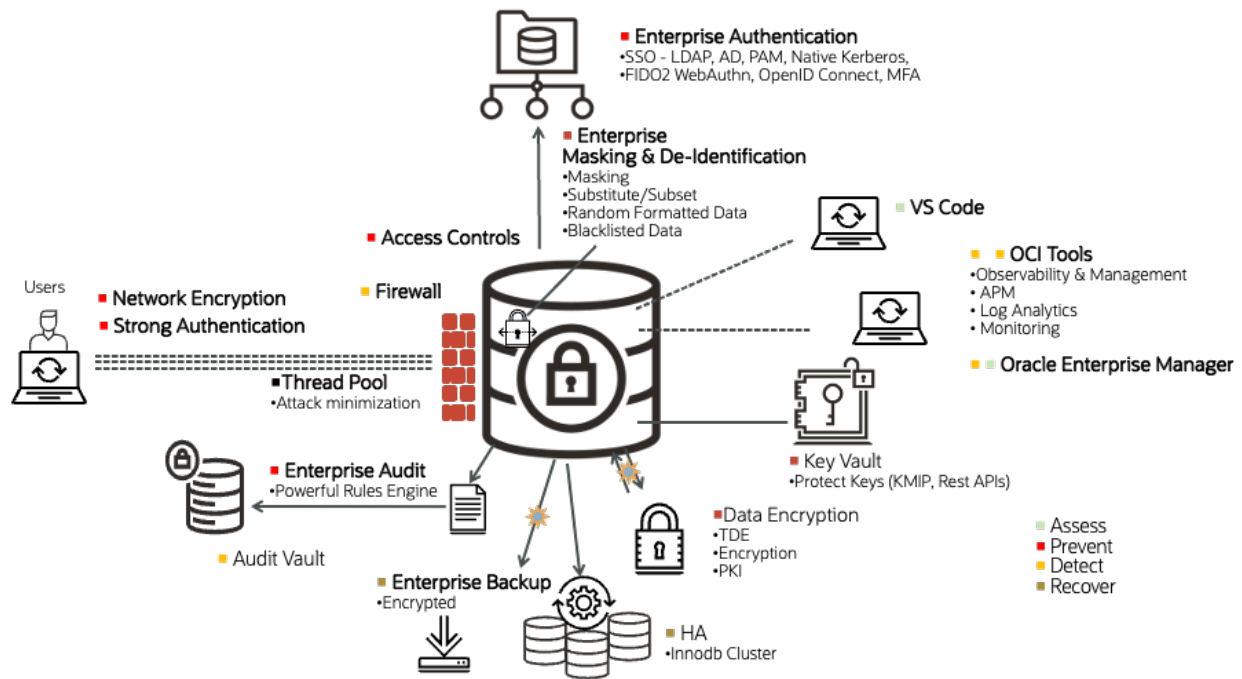 Enterprise Authentication
•SSO - LDAP, AD, PAM, Native Kerberos,
•FIDO2 WebAuthn, OpenID Connect, MFA
Enterprise
Masking & De-Identification
•Masking
•Substitute/Subset
•Random Formatted Data
•Blacklisted Data
VS Code
Access Controls
OCI Tools
•Observability & Management
•APM
•Log Analytics
•Monitoring
Users
Network Encryption
Strong Authentication
Firewall
Oracle Enterprise Manager
Thread Pool
•Attack minimization
Key Vault
•Protect Keys (KMIP, Rest APIs)
Enterprise Audit
•Powerful Rules Engine
Audit Vault
Data Encryption
•TDE
•Encryption
•PKI
Enterprise Backup
•Encrypted
HA
•Innodb Cluster
Assess
Prevent
Detect
Recover